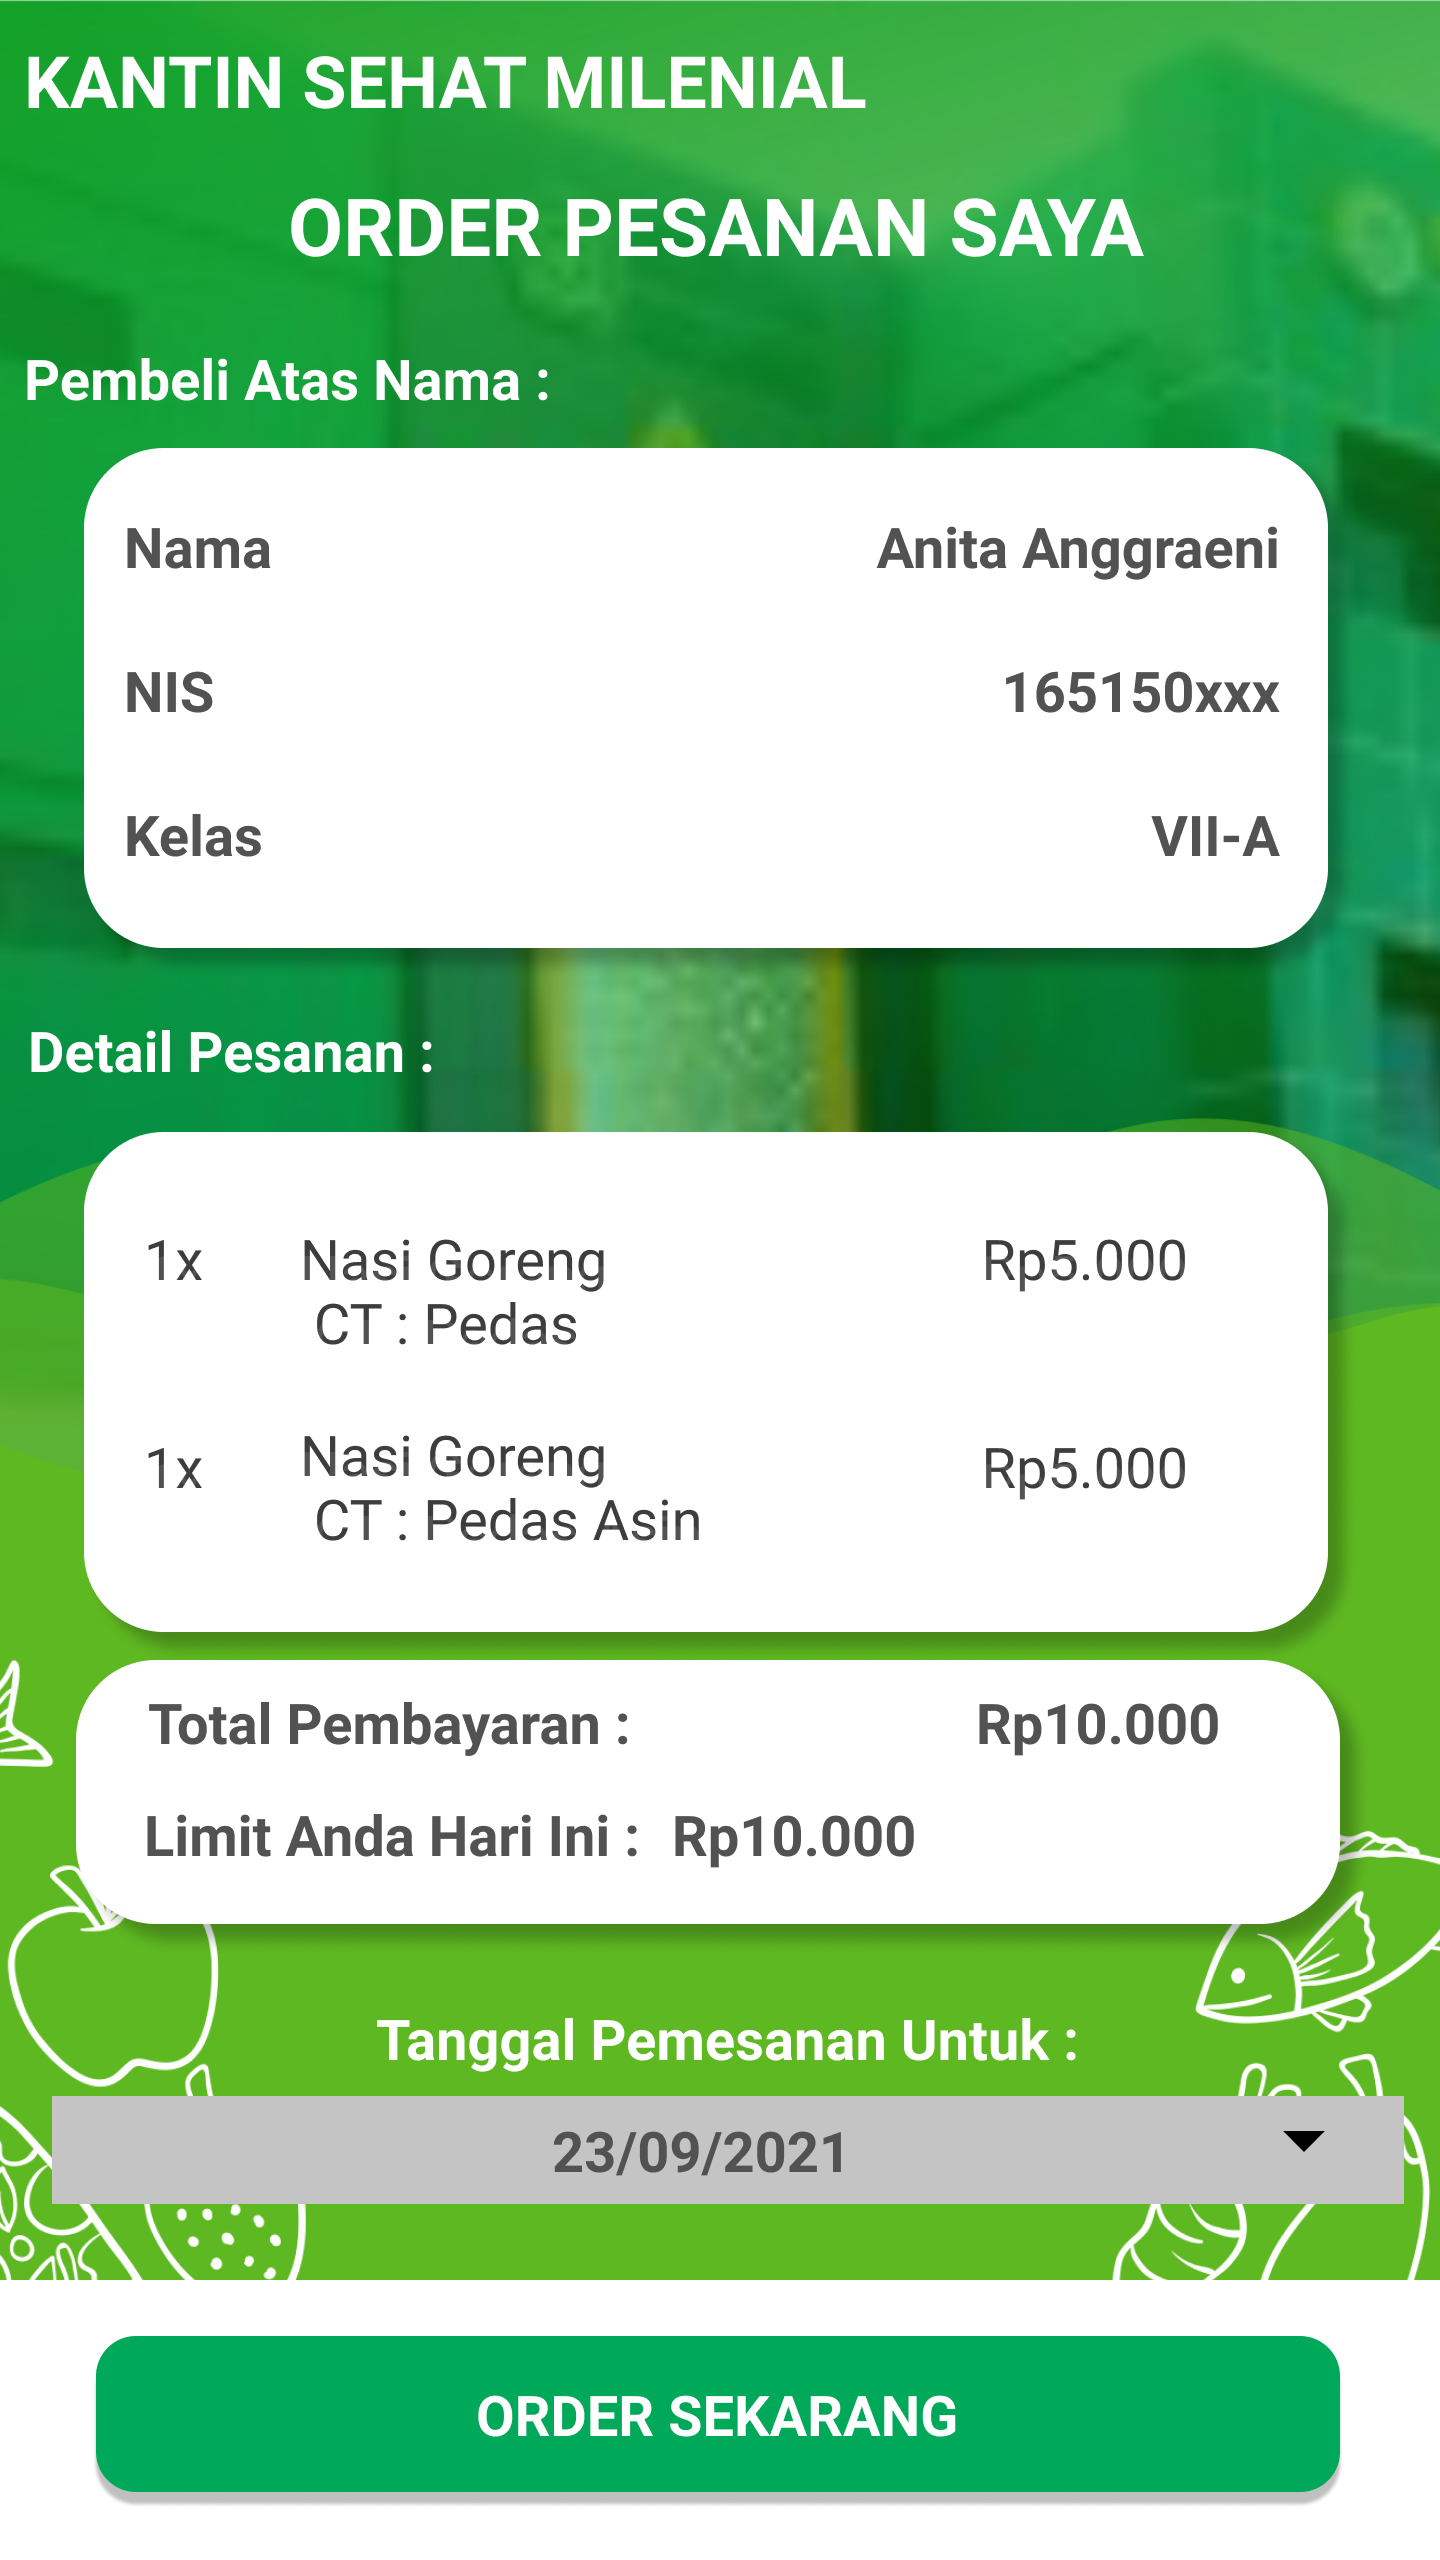 KANTIN SEHAT MILENIAL
ORDER PESANAN SAYA
Pembeli Atas Nama :
Nama Anita Anggraeni
NIS 165150xxx
Kelas VII-A
Detail Pesanan :
1x Nasi Goreng Rp5.000
CT : Pedas
1x Nasi Goreng Rp5.000
CT : Pedas Asin
Total Pembayaran : Rp10.000
Limit Anda Hari Ini : Rp10.000
Tanggal Pemesanan Untuk :
23/09/2021
ORDER SEKARANG